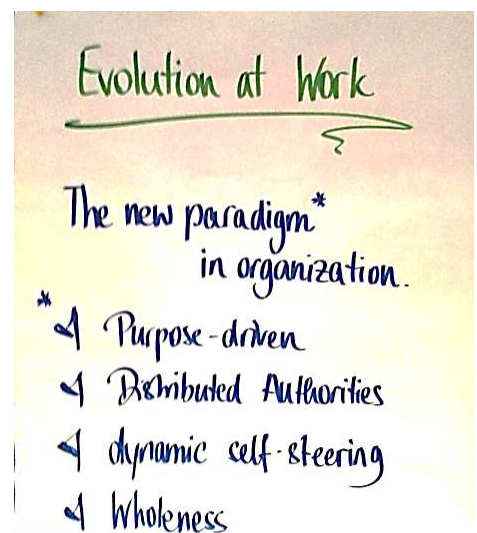 Evolution at Work
The new paradigm*
in organization.
* Purpose-driven
Distributed Authorities
dynamic self-steering
Wholeness